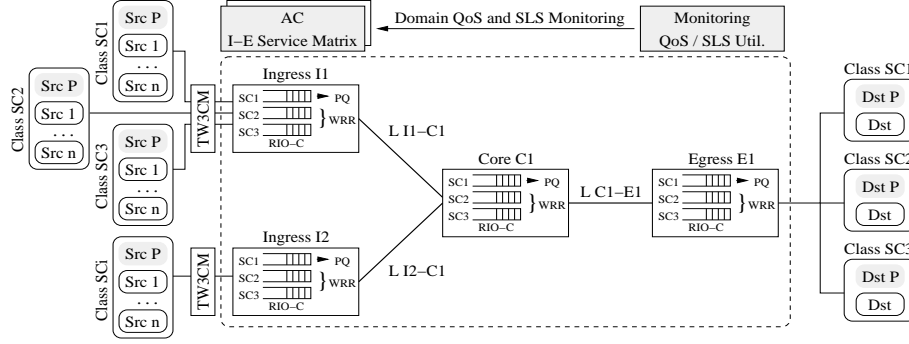 AC
I–E Service Matrix
Domain QoS and SLS Monitoring
Monitoring
QoS / SLS Util.
Class SC1
Src P
Src 1
. . .
Src n
Class SC2
Src P
Src 1
. . .
Src n
Class SC3
Src P
Src 1
. . .
Src n
Class SCi
Src P
Src 1
. . .
Src n
TW3CM
TW3CM
Ingress I1
SC1
SC2
SC3
PQ
WRR
RIO–C
L I1–C1
Ingress I2
SC1
SC2
SC3
PQ
WRR
RIO–C
L I2–C1
Core C1
SC1
SC2
SC3
PQ
WRR
RIO–C
L C1–E1
Egress E1
SC1
SC2
SC3
PQ
WRR
RIO–C
Class SC1
Dst P
Dst
Class SC2
Dst P
Dst
Class SC3
Dst P
Dst